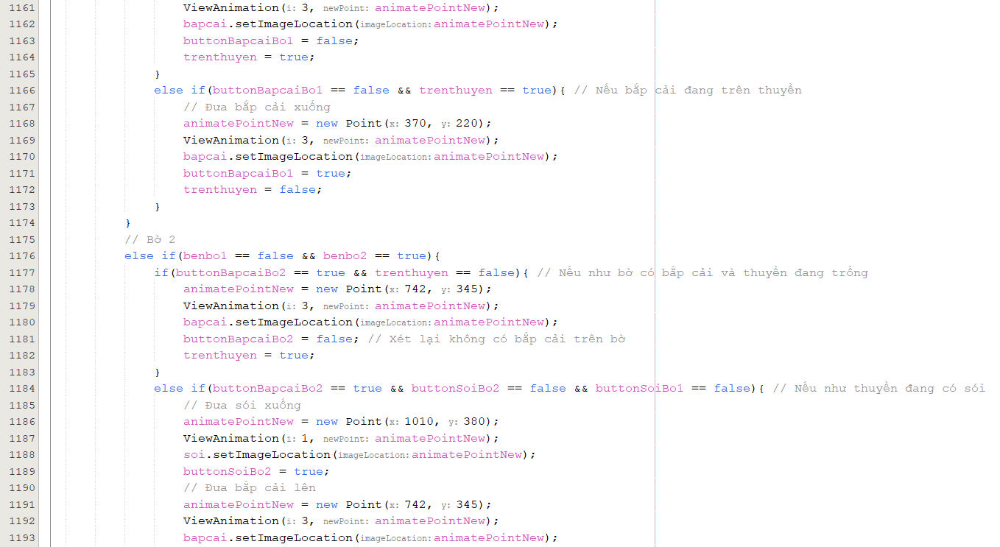 1161 ViewAnimation(i: 3, newPoint: animatePointNew);
1162 bapcai.setImageLocation(imageLocation: animatePointNew);
1163 buttonBapcaiBo1 = false;
1164 trenthuyen = true;
1165 }
1166 else if(buttonBapcaiBo1 == false && trenthuyen == true){ // Nếu bắp cải đang trên thuyền
1167 // Đưa bắp cải xuống
1168 animatePointNew = new Point(x: 370, y: 220);
1169 ViewAnimation(i: 3, newPoint: animatePointNew);
1170 bapcai.setImageLocation(imageLocation: animatePointNew);
1171 buttonBapcaiBo1 = true;
1172 trenthuyen = false;
1173 }
1174 }
1175 // Bờ 2
1176 else if(benbo1 == false && benbo2 == true){
1177 if(buttonBapcaiBo2 == true && trenthuyen == false){ // Nếu như bờ có bắp cải và thuyền đang trống
1178 animatePointNew = new Point(x: 742, y: 345);
1179 ViewAnimation(i: 3, newPoint: animatePointNew);
1180 bapcai.setImageLocation(imageLocation: animatePointNew);
1181 buttonBapcaiBo2 = false; // Xét lại không có bắp cải trên bờ
1182 trenthuyen = true;
1183 }
1184 else if(buttonBapcaiBo2 == true && buttonSoiBo2 == false && buttonSoiBo1 == false){ // Nếu như thuyền đang có sói
1185 // Đưa sói xuống
1186 animatePointNew = new Point(x: 1010, y: 380);
1187 ViewAnimation(i: 1, newPoint: animatePointNew);
1188 soi.setImageLocation(imageLocation: animatePointNew);
1189 buttonSoiBo2 = true;
1190 // Đưa bắp cải lên
1191 animatePointNew = new Point(x: 742, y: 345);
1192 ViewAnimation(i: 3, newPoint: animatePointNew);
1193 bapcai.setImageLocation(imageLocation: animatePointNew);